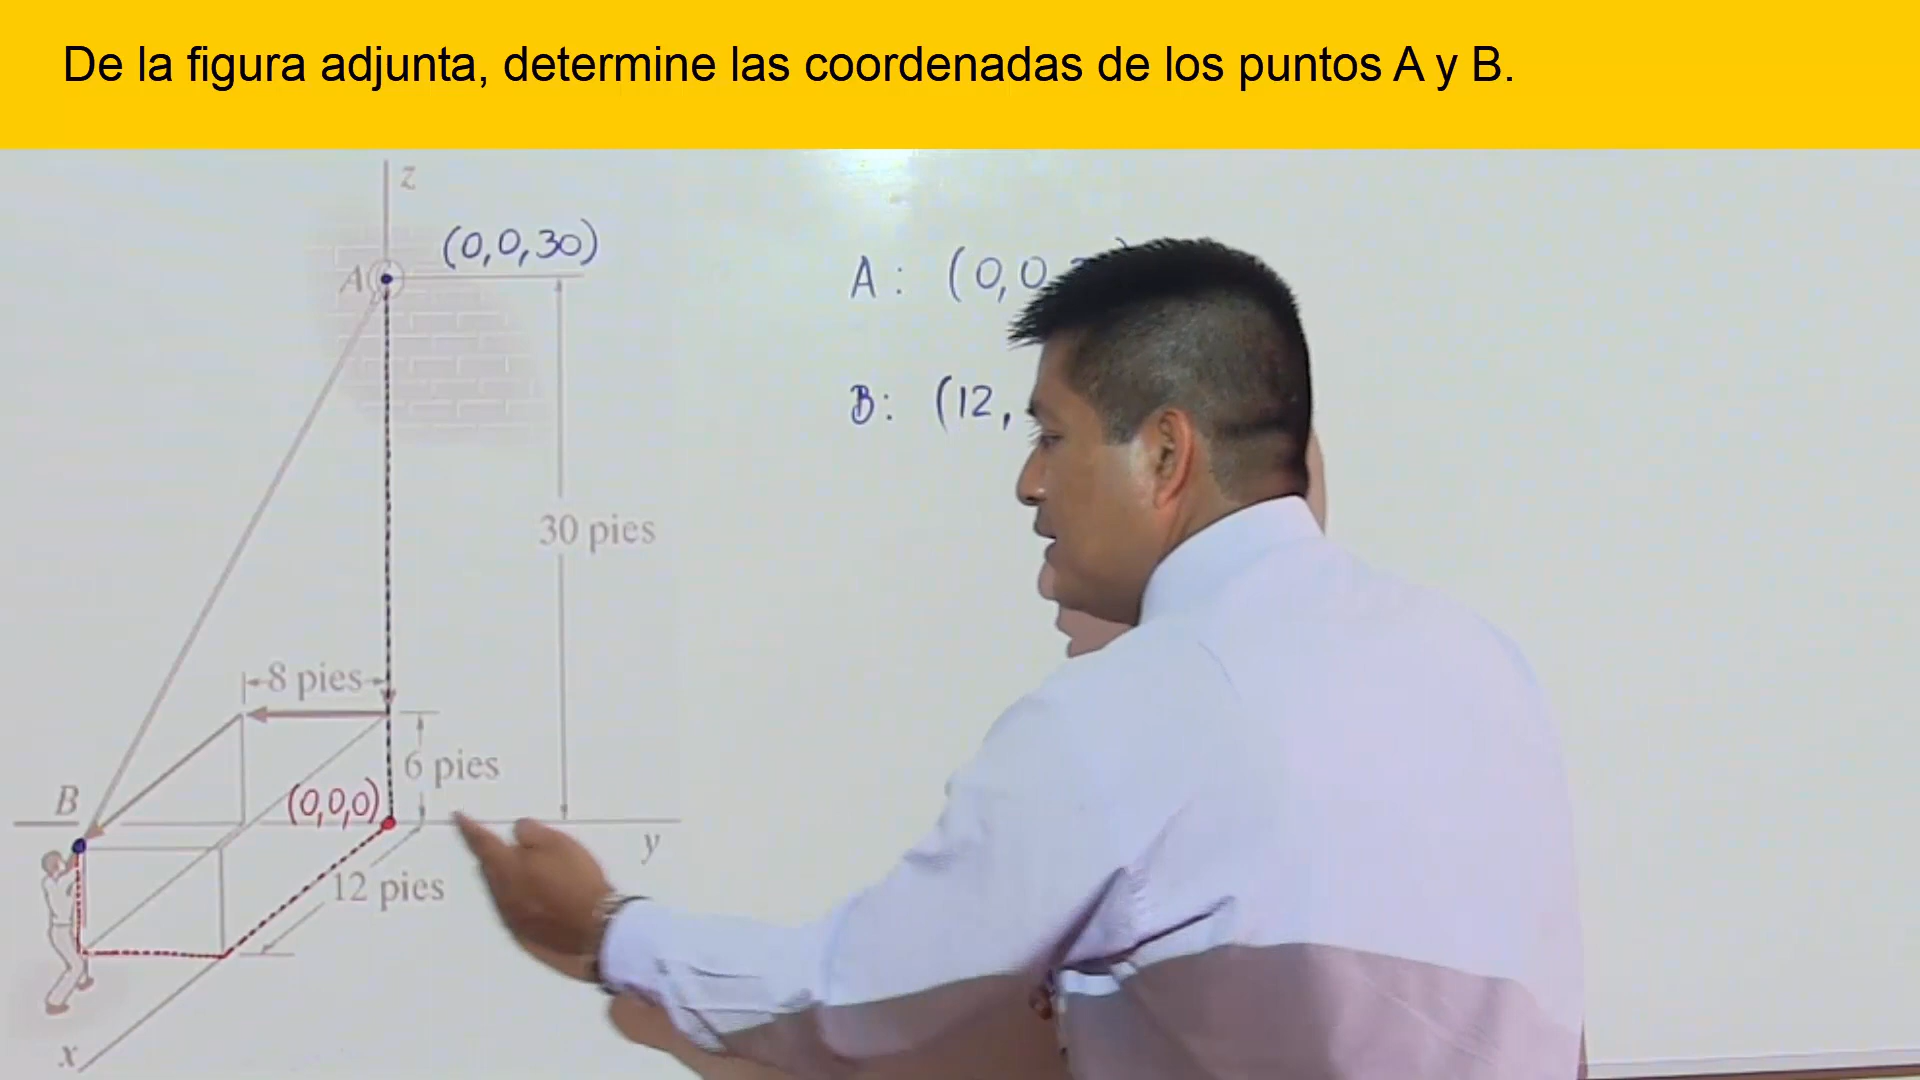 De la figura adjunta, determine las coordenadas de los puntos A y B.
z
(0,0,30)
A
A: (0,0
B: (12,
30 pies
8 pies
6 pies
B
(0,0,0)
y
12 pies
x